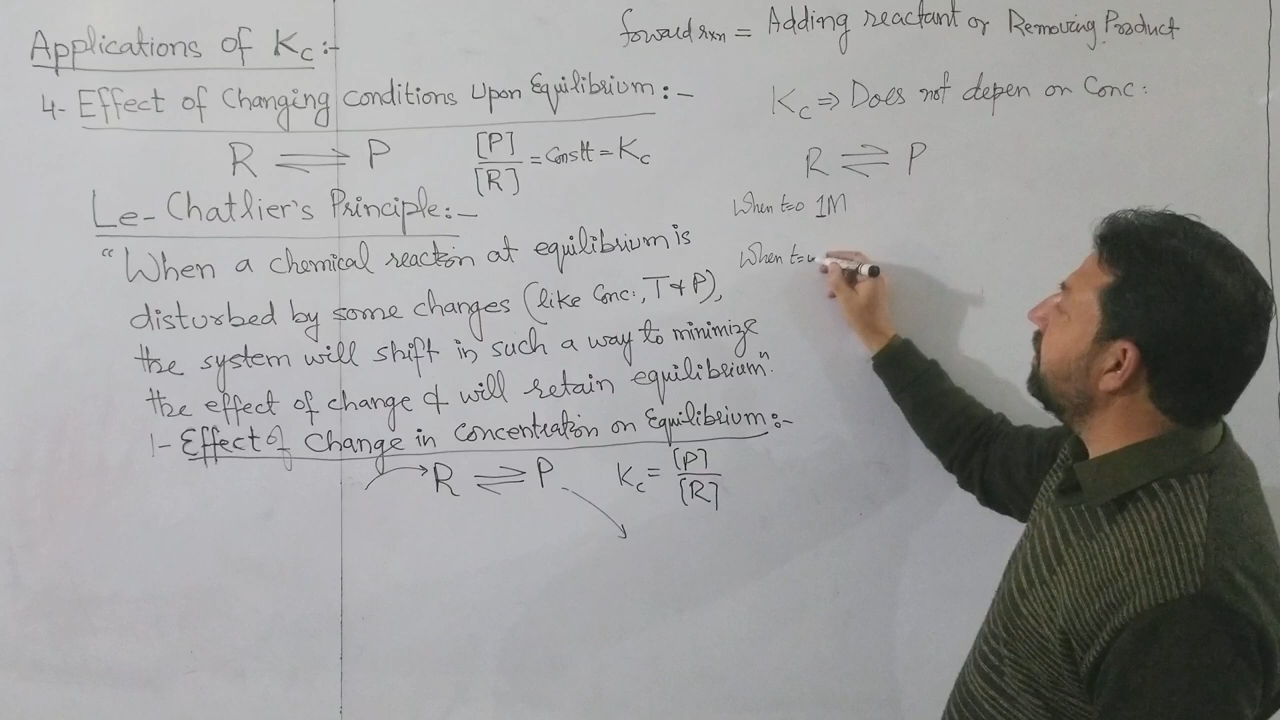 Applications of Kc:-
4- Effect of Changing Conditions Upon Equilibrium:-
R ⇌ P [P]/[R] = Constt = Kc
Le-Chatlier's Principle:-
"When a chemical reaction at equilibrium is
disturbed by some changes (like Conc:, T & P),
the system will shift in such a way to minimize
the effect of change & will retain equilibrium".
1- Effect of Change in Concentration on Equilibrium:-
R ⇌ P Kc = [P]/[R]
foward rxn = Adding reactant or Removing Product
Kc ⇒ Does not depen on Conc:
R ⇌ P
When t=0 1M
When t=